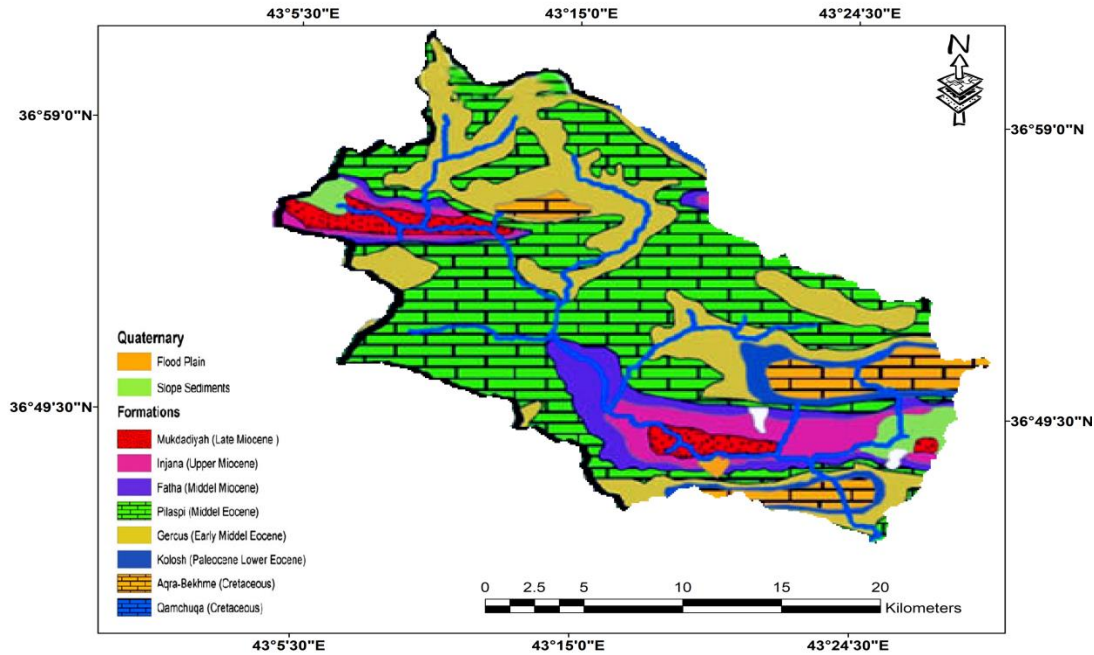 43°5'30"E 43°15'0"E 43°24'30"E
N
36°59'0"N 36°59'0"N
Quaternary
Flood Plain
Slope Sediments
Formations
Mukdadiyah (Late Miocene )
Injana (Upper Miocene)
Fatha (Middel Miocene)
Pilaspi (Middel Eocene)
Gercus (Early Middel Eocene)
Kolosh (Paleocene Lower Eocene)
Aqra-Bekhme (Cretaceous)
Qamchuqa (Cretaceous)
36°49'30"N 36°49'30"N
0 2.5 5 10 15 20
Kilometers
43°5'30"E 43°15'0"E 43°24'30"E